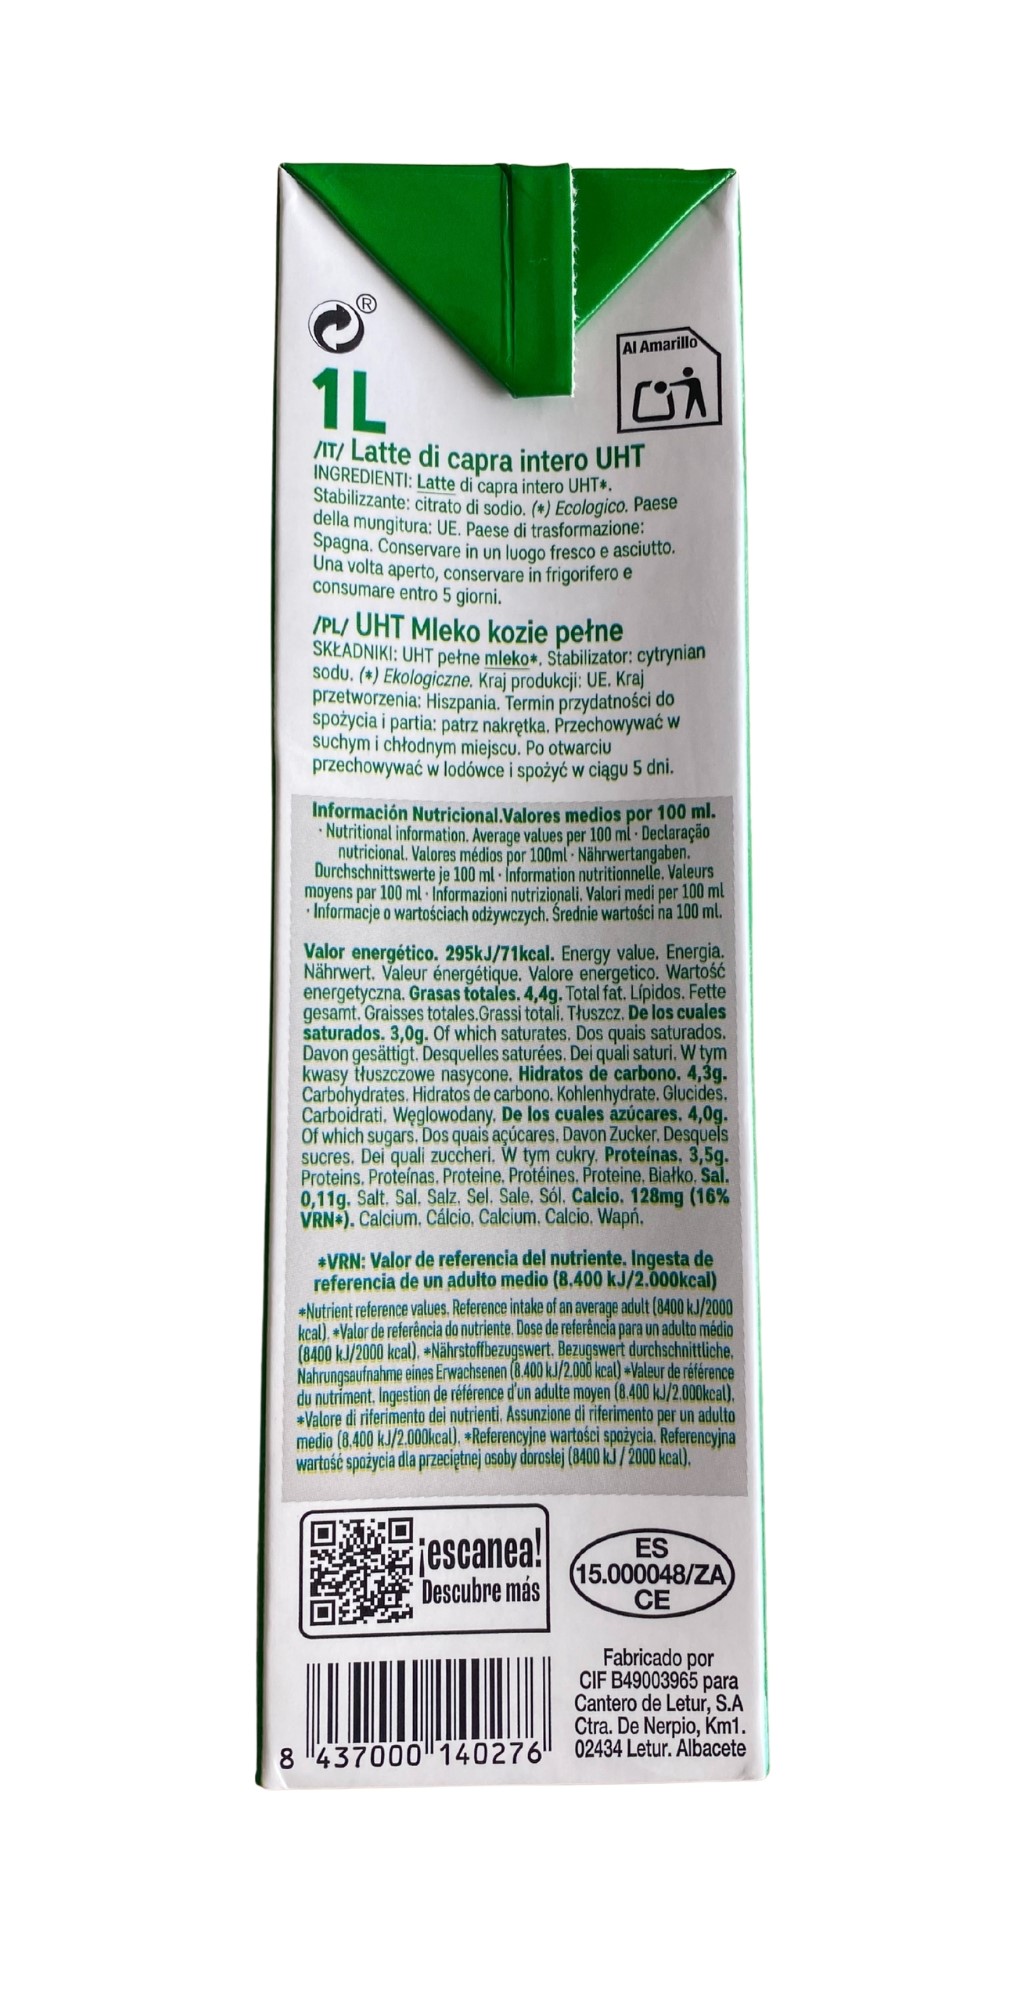 ®
1L
Al Amarillo
/IT/ Latte di capra intero UHT
INGREDIENTI: Latte di capra intero UHT*.
Stabilizzante: citrato di sodio. (*) Ecologico. Paese
della mungitura: UE. Paese di trasformazione:
Spagna. Conservare in un luogo fresco e asciutto.
Una volta aperto, conservare in frigorifero e
consumare entro 5 giorni.
/PL/ UHT Mleko kozie pełne
SKŁADNIKI: UHT pełne mleko*. Stabilizator: cytrynian
sodu. (*) Ekologiczne. Kraj produkcji: UE. Kraj
przetworzenia: Hiszpania. Termin przydatności do
spożycia i partia: patrz nakrętka. Przechowywać w
suchym i chłodnym miejscu. Po otwarciu
przechowywać w lodówce i spożyć w ciągu 5 dni.
Información Nutricional.Valores medios por 100 ml.
· Nutritional information. Average values per 100 ml · Declaração
nutricional. Valores médios por 100ml · Nährwertangaben.
Durchschnittswerte je 100 ml · Information nutritionnelle. Valeurs
moyens par 100 ml · Informazioni nutrizionali. Valori medi per 100 ml
· Informacje o wartościach odżywczych. Średnie wartości na 100 ml.
Valor energético. 295kJ/71kcal. Energy value. Energia.
Nährwert. Valeur énergétique. Valore energetico. Wartość
energetyczna. Grasas totales. 4,4g. Total fat. Lípidos. Fette
gesamt. Graisses totales.Grassi totali. Tłuszcz. De los cuales
saturados. 3,0g. Of which saturates. Dos quais saturados.
Davon gesättigt. Desquelles saturées. Dei quali saturi. W tym
kwasy tłuszczowe nasycone. Hidratos de carbono. 4,3g.
Carbohydrates. Hidratos de carbono. Kohlenhydrate. Glucides.
Carboidrati. Węglowodany. De los cuales azúcares. 4,0g.
Of which sugars. Dos quais açúcares. Davon Zucker. Desquels
sucres. Dei quali zuccheri. W tym cukry. Proteínas. 3,5g.
Proteins. Proteínas. Proteine. Protéines. Proteine. Białko. Sal.
0,11g. Salt. Sal. Salz. Sel. Sale. Sól. Calcio. 128mg (16%
VRN*). Calcium. Cálcio. Calcium. Calcio. Wapń.
*VRN: Valor de referencia del nutriente. Ingesta de
referencia de un adulto medio (8.400 kJ/2.000kcal)
*Nutrient reference values. Reference intake of an average adult (8400 kJ/2000
kcal). *Valor de referência do nutriente. Dose de referência para un adulto médio
(8400 kJ/2000 kcal). *Nährstoffbezugswert. Bezugswert durchschnittliche.
Nahrungsaufnahme eines Erwachsenen (8.400 kJ/2.000 kcal) *Valeur de référence
du nutriment. Ingestion de référence d'un adulte moyen (8.400 kJ/2.000kcal).
*Valore di riferimento dei nutrienti. Assunzione di riferimento per un adulto
medio (8.400 kJ/2.000kcal). *Referencyjne wartości spożycia. Referencyjna
wartość spożycia dla przeciętnej osoby dorosłej (8400 kJ / 2000 kcal).
¡escanea!
Descubre más
ES
15.000048/ZA
CE
Fabricado por
CIF B49003965 para
Cantero de Letur, S.A
Ctra. De Nerpio, Km1.
02434 Letur. Albacete
8 437000 140276